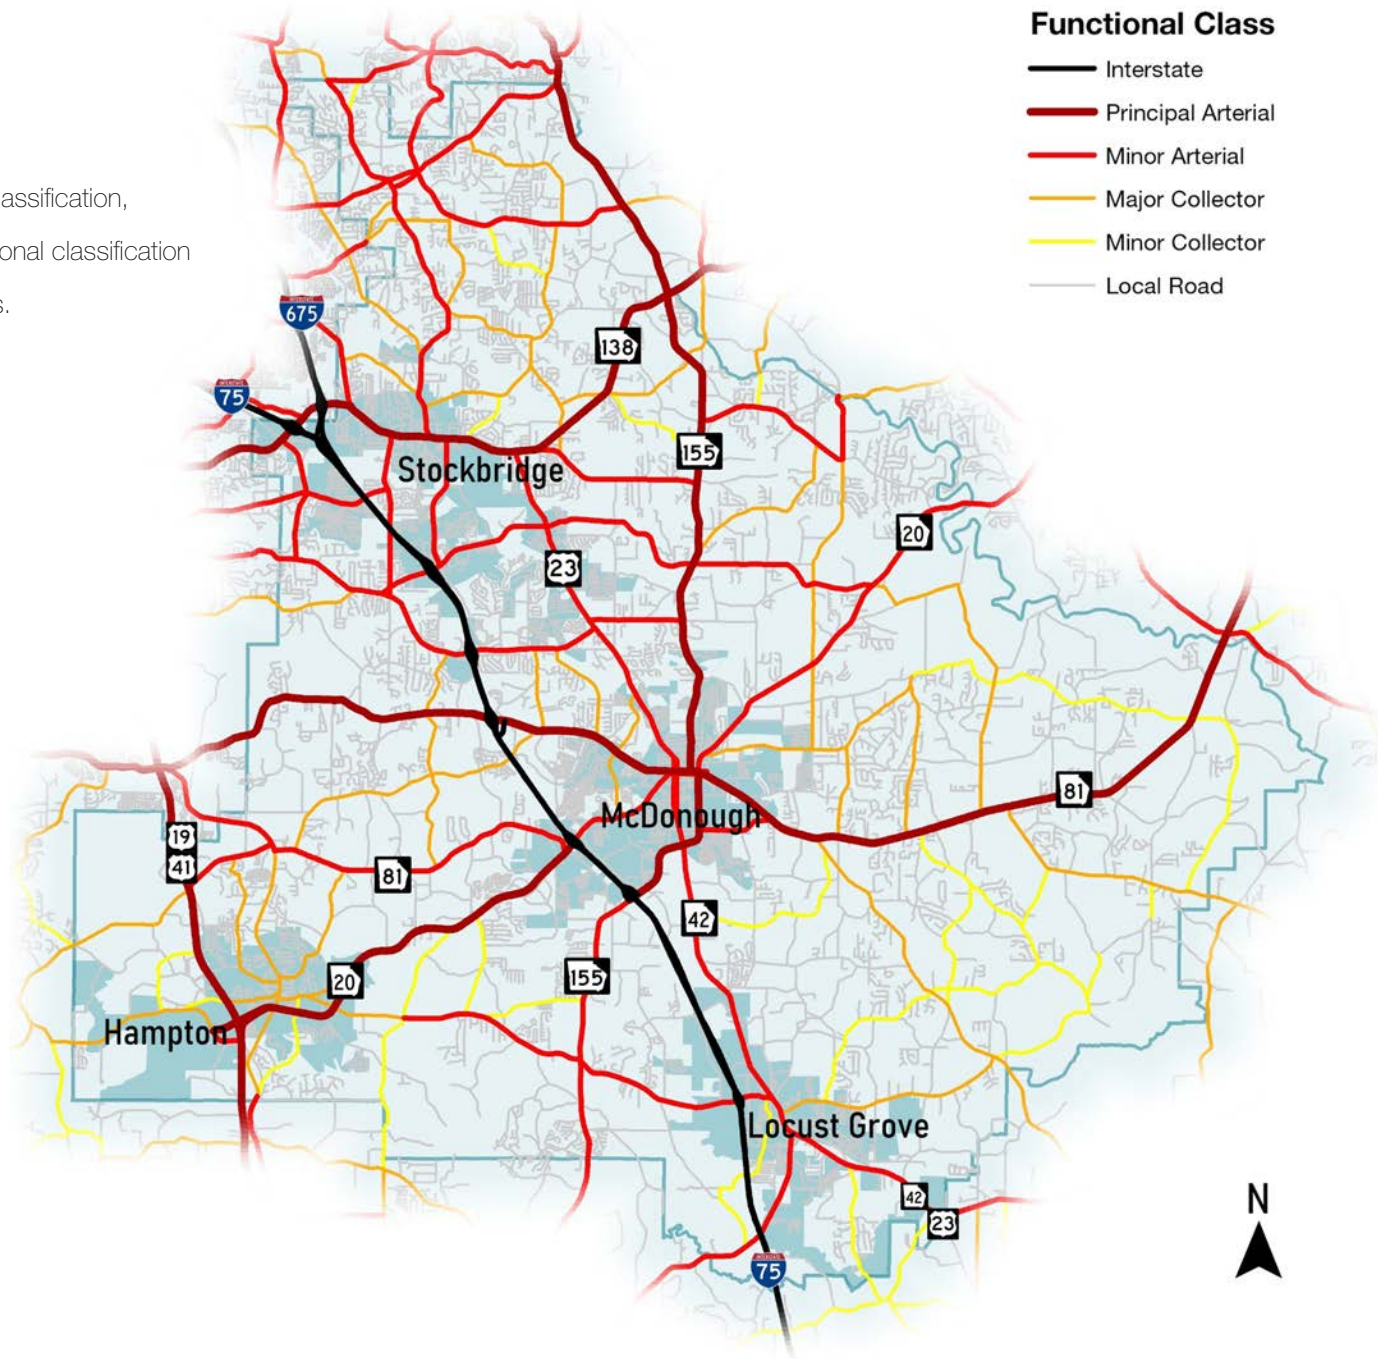 Functional Class
Interstate
Principal Arterial
Minor Arterial
Major Collector
Minor Collector
Local Road
assification,
onal classification
s.
675
138
75
155
Stockbridge
20
23
81
McDonough
19
41
81
42
20
155
Hampton
Locust Grove
42
23
N
75